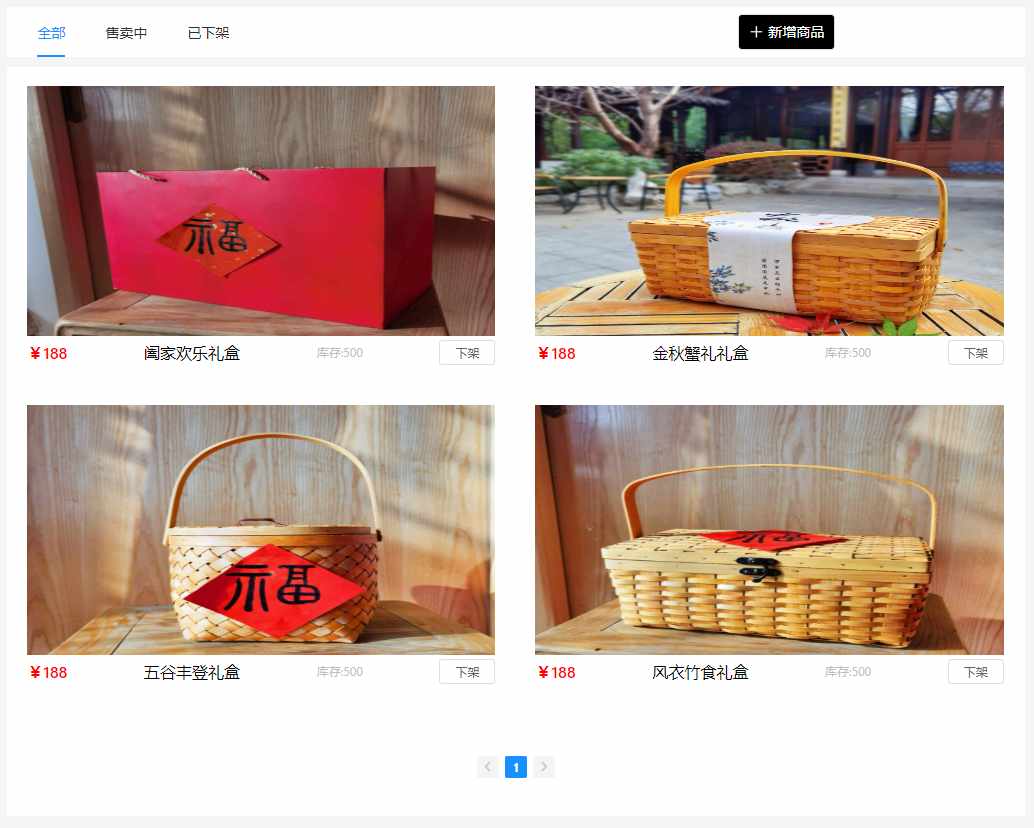 全部 售卖中 已下架 + 新增商品
福
¥188 阖家欢乐礼盒 库存:500 下架
¥188 金秋蟹礼礼盒 库存:500 下架
福
福
¥188 五谷丰登礼盒 库存:500 下架
¥188 风衣竹食礼盒 库存:500 下架
1